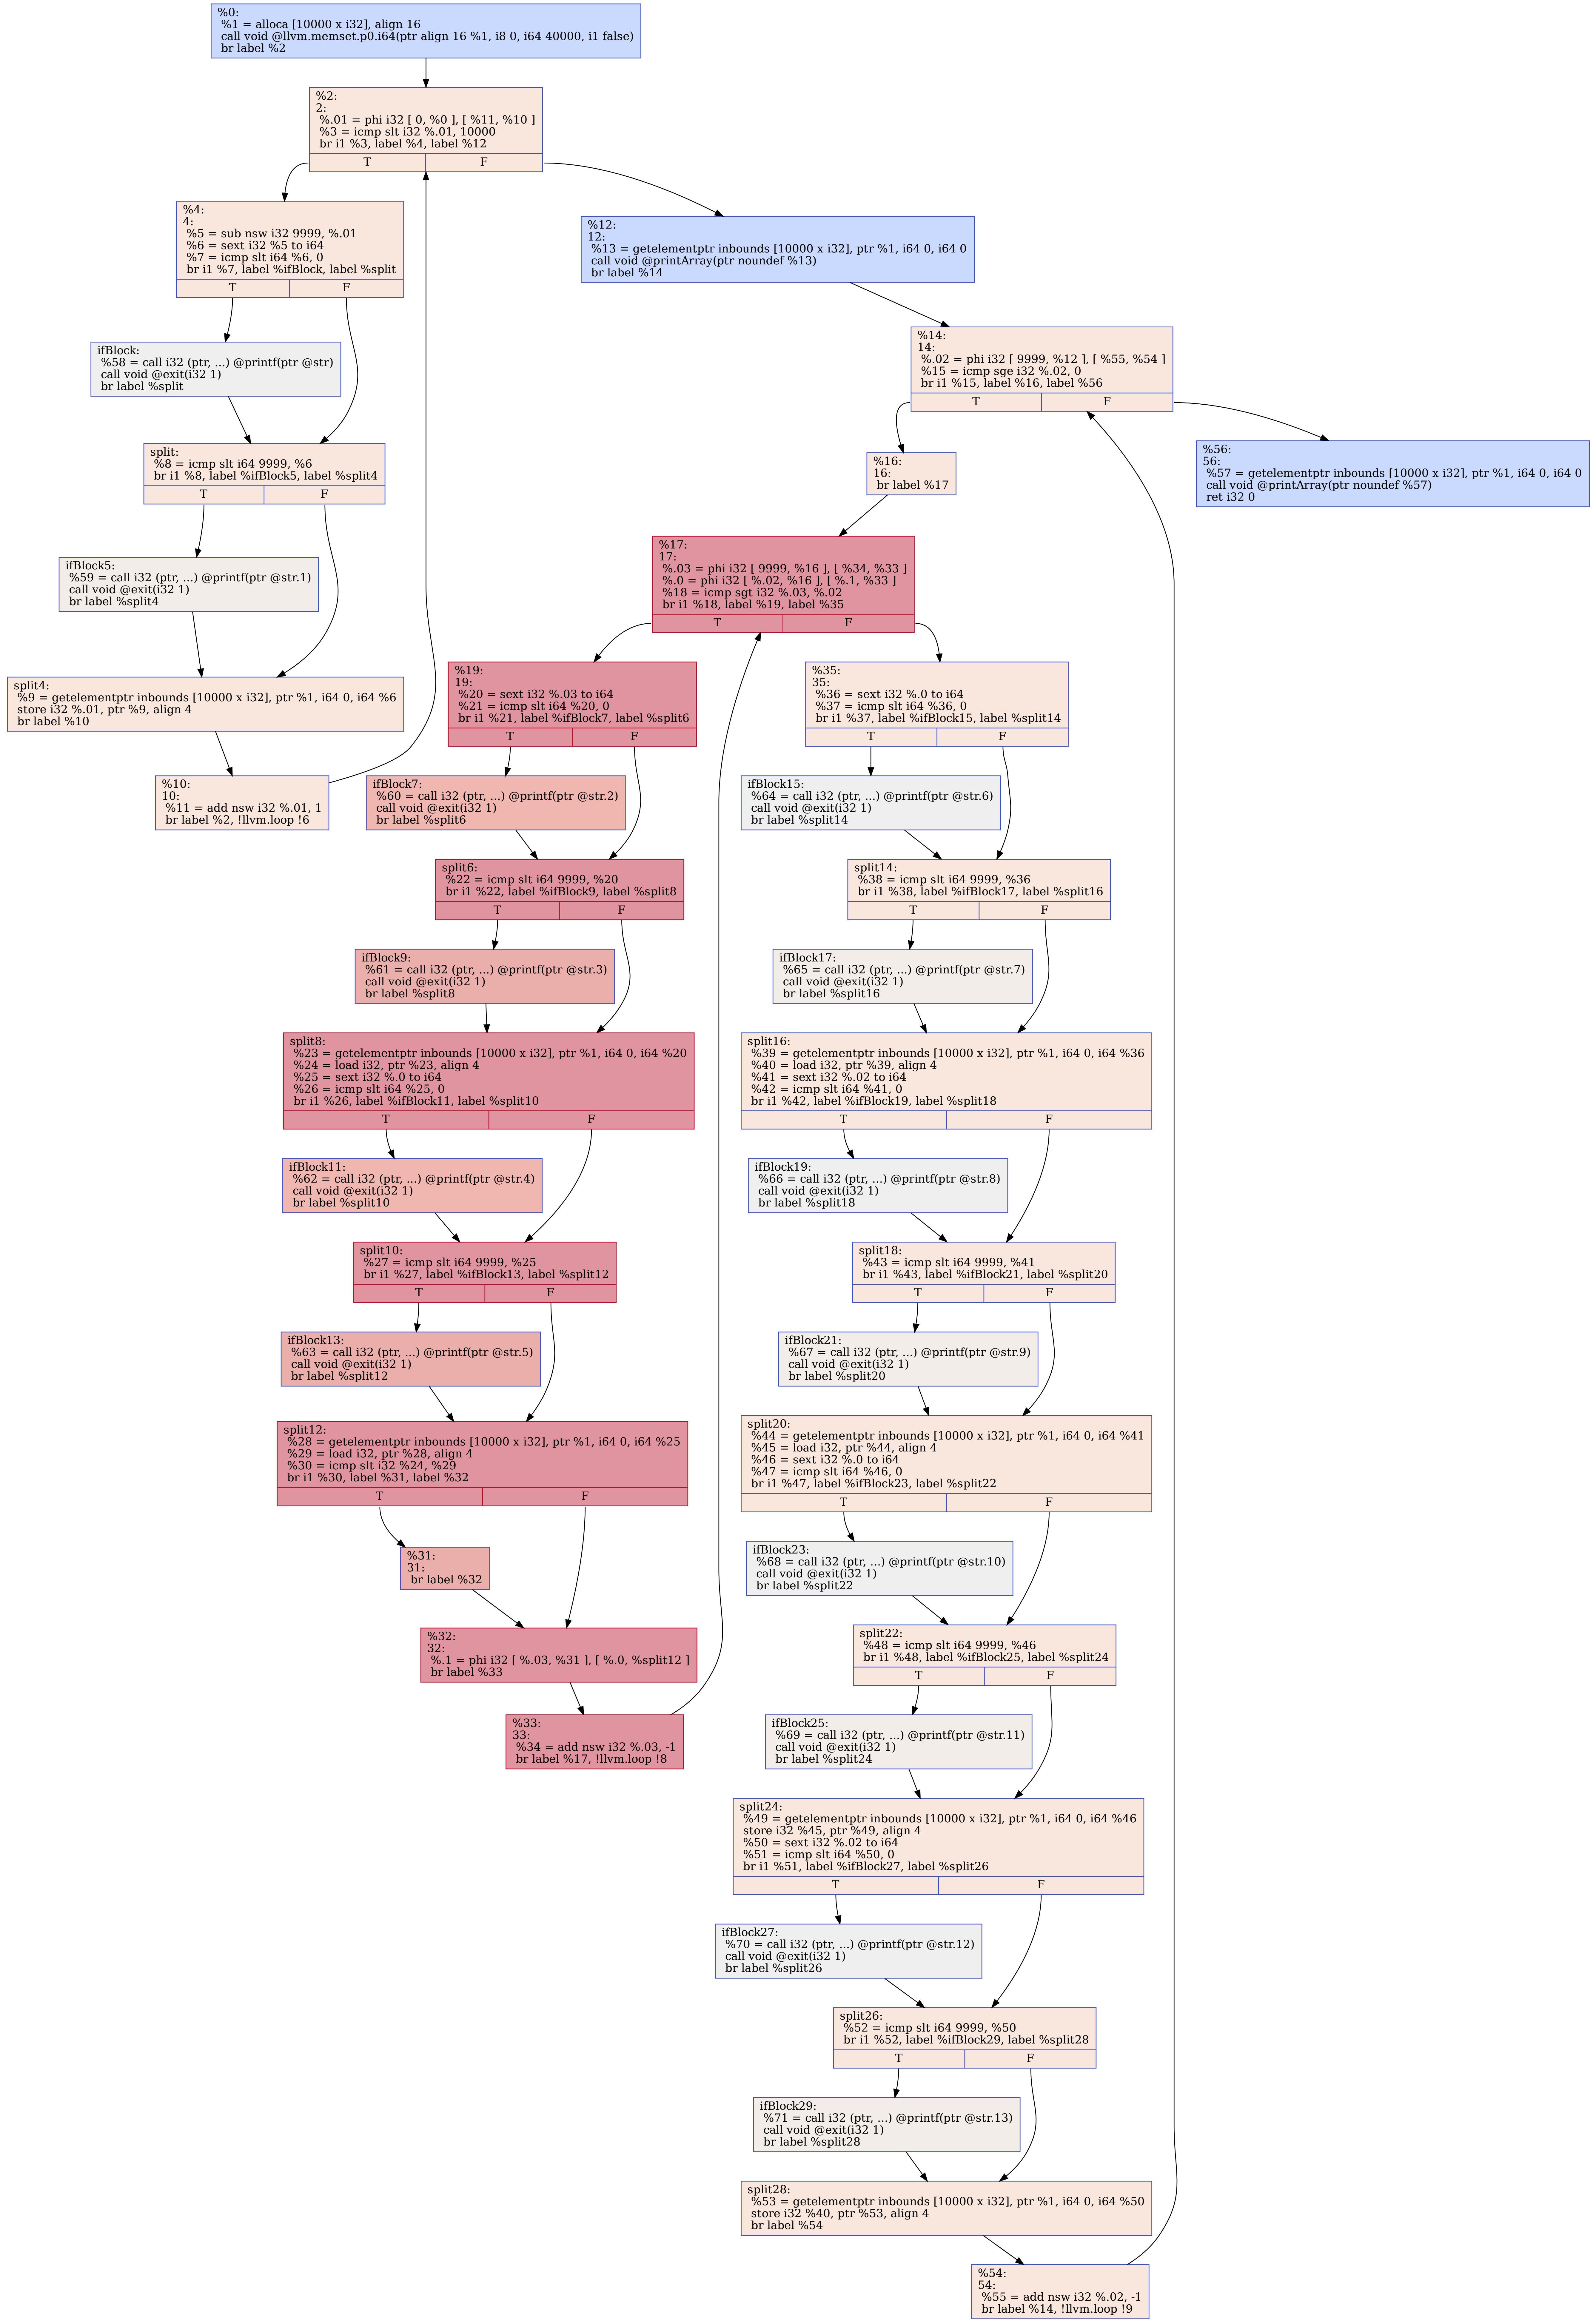 %0:
%1 = alloca [10000 x i32], align 16
call void @llvm.memset.p0.i64(ptr align 16 %1, i8 0, i64 40000, i1 false)
br label %2
%2:
2:
%.01 = phi i32 [ 0, %0 ], [ %11, %10 ]
%3 = icmp slt i32 %.01, 10000
br i1 %3, label %4, label %12
T F
%4:
4:
%5 = sub nsw i32 9999, %.01
%6 = sext i32 %5 to i64
%7 = icmp slt i64 %6, 0
br i1 %7, label %ifBlock, label %split
T F
ifBlock:
%58 = call i32 (ptr, ...) @printf(ptr @str)
call void @exit(i32 1)
br label %split
split:
%8 = icmp slt i64 9999, %6
br i1 %8, label %ifBlock5, label %split4
T F
ifBlock5:
%59 = call i32 (ptr, ...) @printf(ptr @str.1)
call void @exit(i32 1)
br label %split4
split4:
%9 = getelementptr inbounds [10000 x i32], ptr %1, i64 0, i64 %6
store i32 %.01, ptr %9, align 4
br label %10
%10:
10:
%11 = add nsw i32 %.01, 1
br label %2, !llvm.loop !6
%12:
12:
%13 = getelementptr inbounds [10000 x i32], ptr %1, i64 0, i64 0
call void @printArray(ptr noundef %13)
br label %14
%14:
14:
%.02 = phi i32 [ 9999, %12 ], [ %55, %54 ]
%15 = icmp sge i32 %.02, 0
br i1 %15, label %16, label %56
T F
%56:
56:
%57 = getelementptr inbounds [10000 x i32], ptr %1, i64 0, i64 0
call void @printArray(ptr noundef %57)
ret i32 0
%16:
16:
br label %17
%17:
17:
%.03 = phi i32 [ 9999, %16 ], [ %34, %33 ]
%.0 = phi i32 [ %.02, %16 ], [ %.1, %33 ]
%18 = icmp sgt i32 %.03, %.02
br i1 %18, label %19, label %35
T F
%19:
19:
%20 = sext i32 %.03 to i64
%21 = icmp slt i64 %20, 0
br i1 %21, label %ifBlock7, label %split6
T F
ifBlock7:
%60 = call i32 (ptr, ...) @printf(ptr @str.2)
call void @exit(i32 1)
br label %split6
split6:
%22 = icmp slt i64 9999, %20
br i1 %22, label %ifBlock9, label %split8
T F
ifBlock9:
%61 = call i32 (ptr, ...) @printf(ptr @str.3)
call void @exit(i32 1)
br label %split8
split8:
%23 = getelementptr inbounds [10000 x i32], ptr %1, i64 0, i64 %20
%24 = load i32, ptr %23, align 4
%25 = sext i32 %.0 to i64
%26 = icmp slt i64 %25, 0
br i1 %26, label %ifBlock11, label %split10
T F
ifBlock11:
%62 = call i32 (ptr, ...) @printf(ptr @str.4)
call void @exit(i32 1)
br label %split10
split10:
%27 = icmp slt i64 9999, %25
br i1 %27, label %ifBlock13, label %split12
T F
ifBlock13:
%63 = call i32 (ptr, ...) @printf(ptr @str.5)
call void @exit(i32 1)
br label %split12
split12:
%28 = getelementptr inbounds [10000 x i32], ptr %1, i64 0, i64 %25
%29 = load i32, ptr %28, align 4
%30 = icmp slt i32 %24, %29
br i1 %30, label %31, label %32
T F
%31:
31:
br label %32
%32:
32:
%.1 = phi i32 [ %.03, %31 ], [ %.0, %split12 ]
br label %33
%33:
33:
%34 = add nsw i32 %.03, -1
br label %17, !llvm.loop !8
%35:
35:
%36 = sext i32 %.0 to i64
%37 = icmp slt i64 %36, 0
br i1 %37, label %ifBlock15, label %split14
T F
ifBlock15:
%64 = call i32 (ptr, ...) @printf(ptr @str.6)
call void @exit(i32 1)
br label %split14
split14:
%38 = icmp slt i64 9999, %36
br i1 %38, label %ifBlock17, label %split16
T F
ifBlock17:
%65 = call i32 (ptr, ...) @printf(ptr @str.7)
call void @exit(i32 1)
br label %split16
split16:
%39 = getelementptr inbounds [10000 x i32], ptr %1, i64 0, i64 %36
%40 = load i32, ptr %39, align 4
%41 = sext i32 %.02 to i64
%42 = icmp slt i64 %41, 0
br i1 %42, label %ifBlock19, label %split18
T F
ifBlock19:
%66 = call i32 (ptr, ...) @printf(ptr @str.8)
call void @exit(i32 1)
br label %split18
split18:
%43 = icmp slt i64 9999, %41
br i1 %43, label %ifBlock21, label %split20
T F
ifBlock21:
%67 = call i32 (ptr, ...) @printf(ptr @str.9)
call void @exit(i32 1)
br label %split20
split20:
%44 = getelementptr inbounds [10000 x i32], ptr %1, i64 0, i64 %41
%45 = load i32, ptr %44, align 4
%46 = sext i32 %.0 to i64
%47 = icmp slt i64 %46, 0
br i1 %47, label %ifBlock23, label %split22
T F
ifBlock23:
%68 = call i32 (ptr, ...) @printf(ptr @str.10)
call void @exit(i32 1)
br label %split22
split22:
%48 = icmp slt i64 9999, %46
br i1 %48, label %ifBlock25, label %split24
T F
ifBlock25:
%69 = call i32 (ptr, ...) @printf(ptr @str.11)
call void @exit(i32 1)
br label %split24
split24:
%49 = getelementptr inbounds [10000 x i32], ptr %1, i64 0, i64 %46
store i32 %45, ptr %49, align 4
%50 = sext i32 %.02 to i64
%51 = icmp slt i64 %50, 0
br i1 %51, label %ifBlock27, label %split26
T F
ifBlock27:
%70 = call i32 (ptr, ...) @printf(ptr @str.12)
call void @exit(i32 1)
br label %split26
split26:
%52 = icmp slt i64 9999, %50
br i1 %52, label %ifBlock29, label %split28
T F
ifBlock29:
%71 = call i32 (ptr, ...) @printf(ptr @str.13)
call void @exit(i32 1)
br label %split28
split28:
%53 = getelementptr inbounds [10000 x i32], ptr %1, i64 0, i64 %50
store i32 %40, ptr %53, align 4
br label %54
%54:
54:
%55 = add nsw i32 %.02, -1
br label %14, !llvm.loop !9